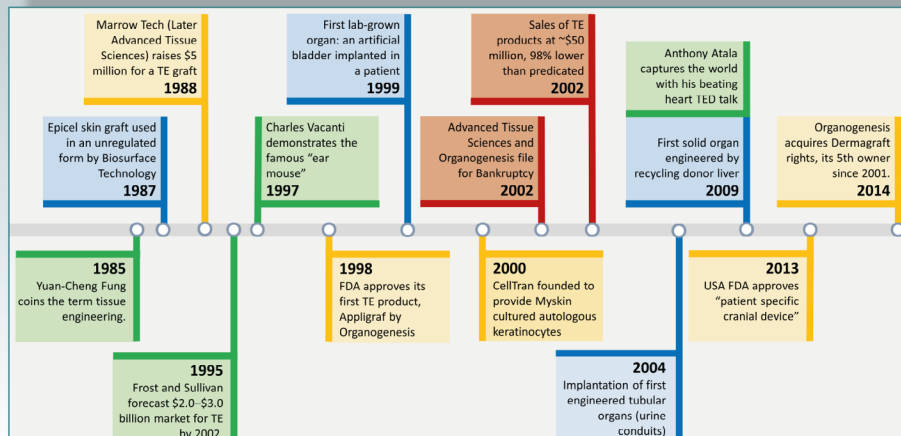 Marrow Tech (Later
Advanced Tissue
Sciences) raises $5
million for a TE graft
1988
First lab-grown
organ: an artificial
bladder implanted in
a patient
1999
Sales of TE
products at ~$50
million, 98% lower
than predicated
2002
Anthony Atala
captures the world
with his beating
heart TED talk
Epicel skin graft used
in an unregulated
form by Biosurface
Technology
1987
Charles Vacanti
demonstrates the
famous "ear
mouse"
1997
Advanced Tissue
Sciences and
Organogenesis file
for Bankruptcy
2002
First solid organ
engineered by
recycling donor liver
2009
Organogenesis
acquires Dermagraft
rights, its 5th owner
since 2001.
2014
1985
Yuan-Cheng Fung
coins the term tissue
engineering.
1998
FDA approves its
first TE product,
Appligraf by
Organogenesis
2000
CellTran founded to
provide Myskin
cultured autologous
keratinocytes
2013
USA FDA approves
"patient specific
cranial device"
1995
Frost and Sullivan
forecast $2.0–$3.0
billion market for TE
by 2002.
2004
Implantation of first
engineered tubular
organs (urine
conduits)